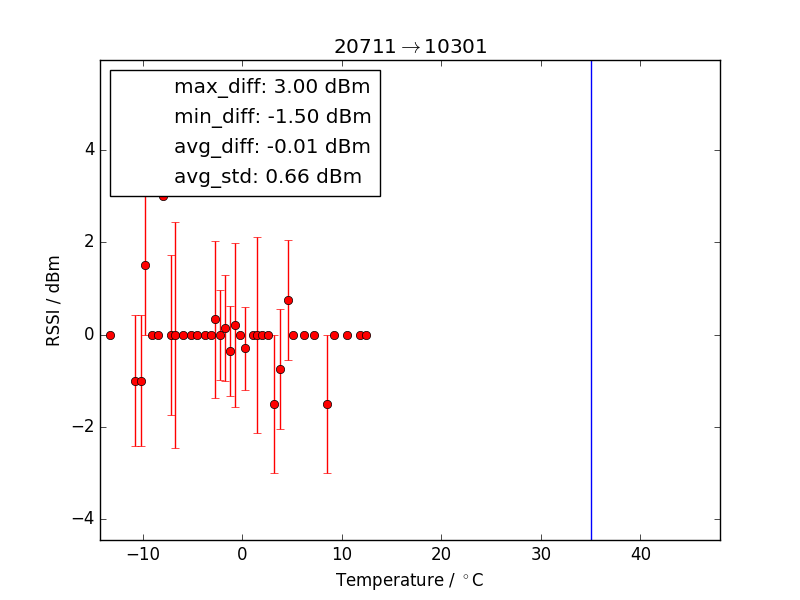 20711→10301
max_diff: 3.00 dBm
min_diff: -1.50 dBm
avg_diff: -0.01 dBm
avg_std: 0.66 dBm
RSSI / dBm
4
2
0
−2
−4
−10 0 10 20 30 40
Temperature / °C